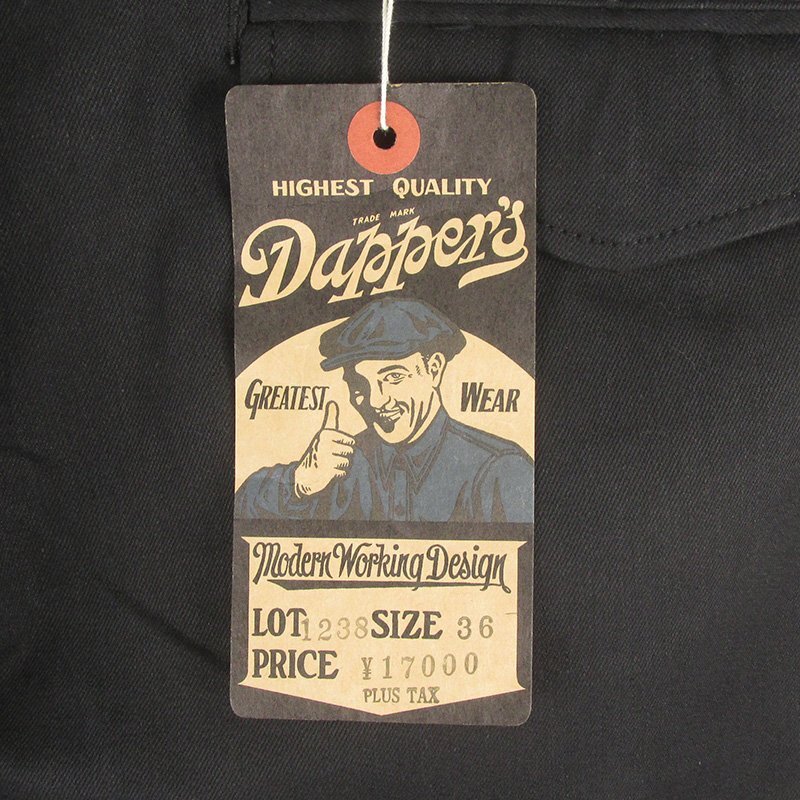 HIGHEST QUALITY
TRADE MARK
Dapper's
GREATEST WEAR
Modern Working Design
LOT 1238 SIZE 36
PRICE ¥17000
PLUS TAX